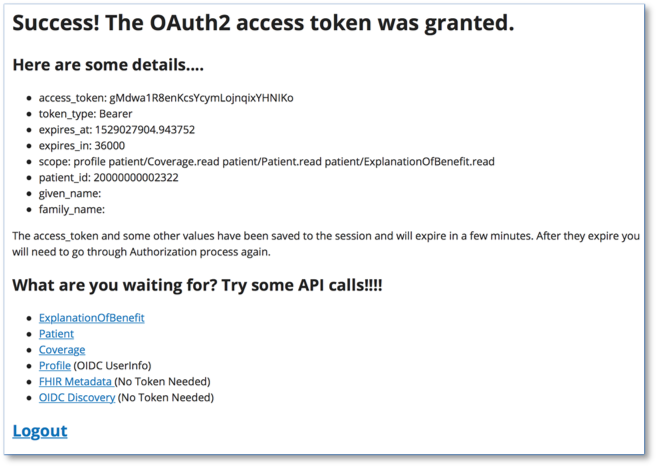 Success! The OAuth2 access token was granted.
Here are some details....
access_token: gMdwa1R8enKcsYcymLojnqixYHNIKo
token_type: Bearer
expires_at: 1529027904.943752
expires_in: 36000
scope: profile patient/Coverage.read patient/Patient.read patient/ExplanationOfBenefit.read
patient_id: 20000000002322
given_name:
family_name:
The access_token and some other values have been saved to the session and will expire in a few minutes. After they expire you
will need to go through Authorization process again.
What are you waiting for? Try some API calls!!!!
ExplanationOfBenefit
Patient
Coverage
Profile (OIDC UserInfo)
FHIR Metadata (No Token Needed)
OIDC Discovery (No Token Needed)
Logout